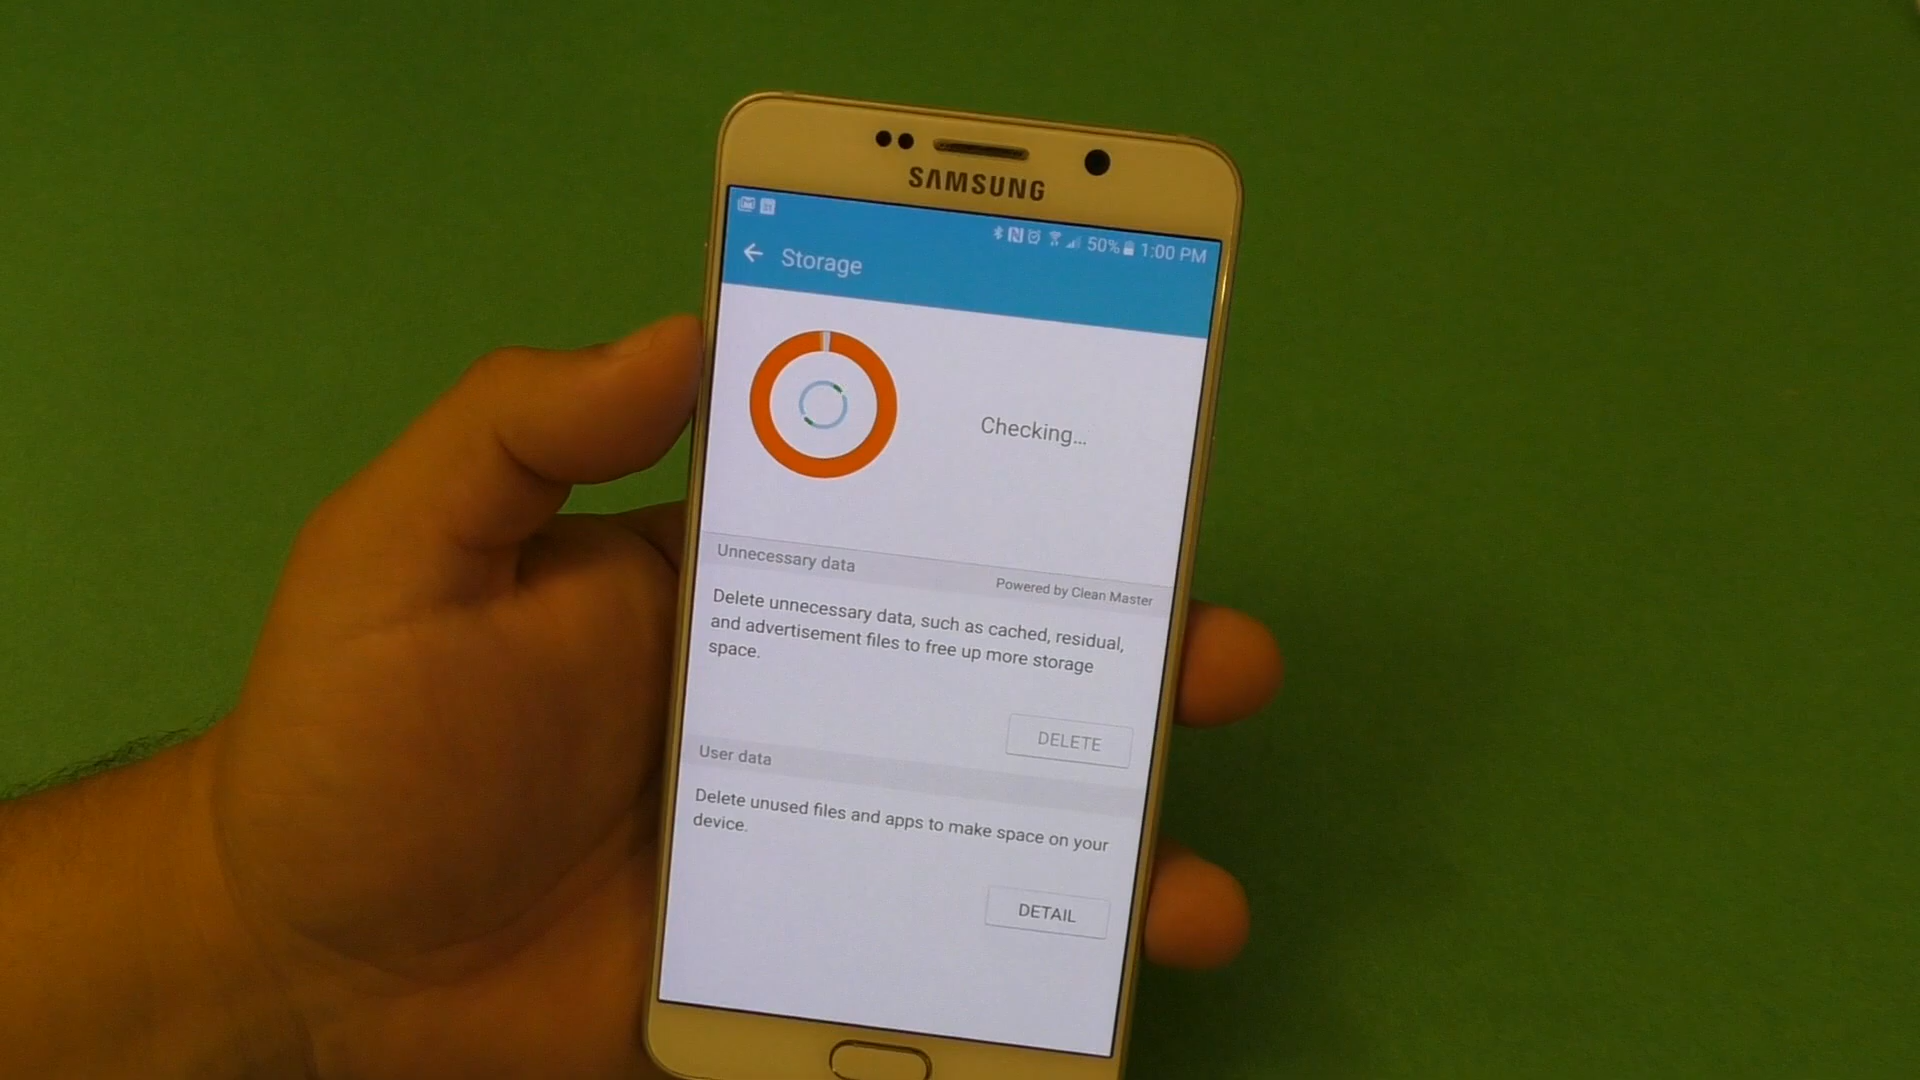 SAMSUNG
50% 1:00 PM
Storage
Checking...
Unnecessary data
Powered by Clean Master
Delete unnecessary data, such as cached, residual,
and advertisement files to free up more storage
space.
DELETE
User data
Delete unused files and apps to make space on your
device.
DETAIL